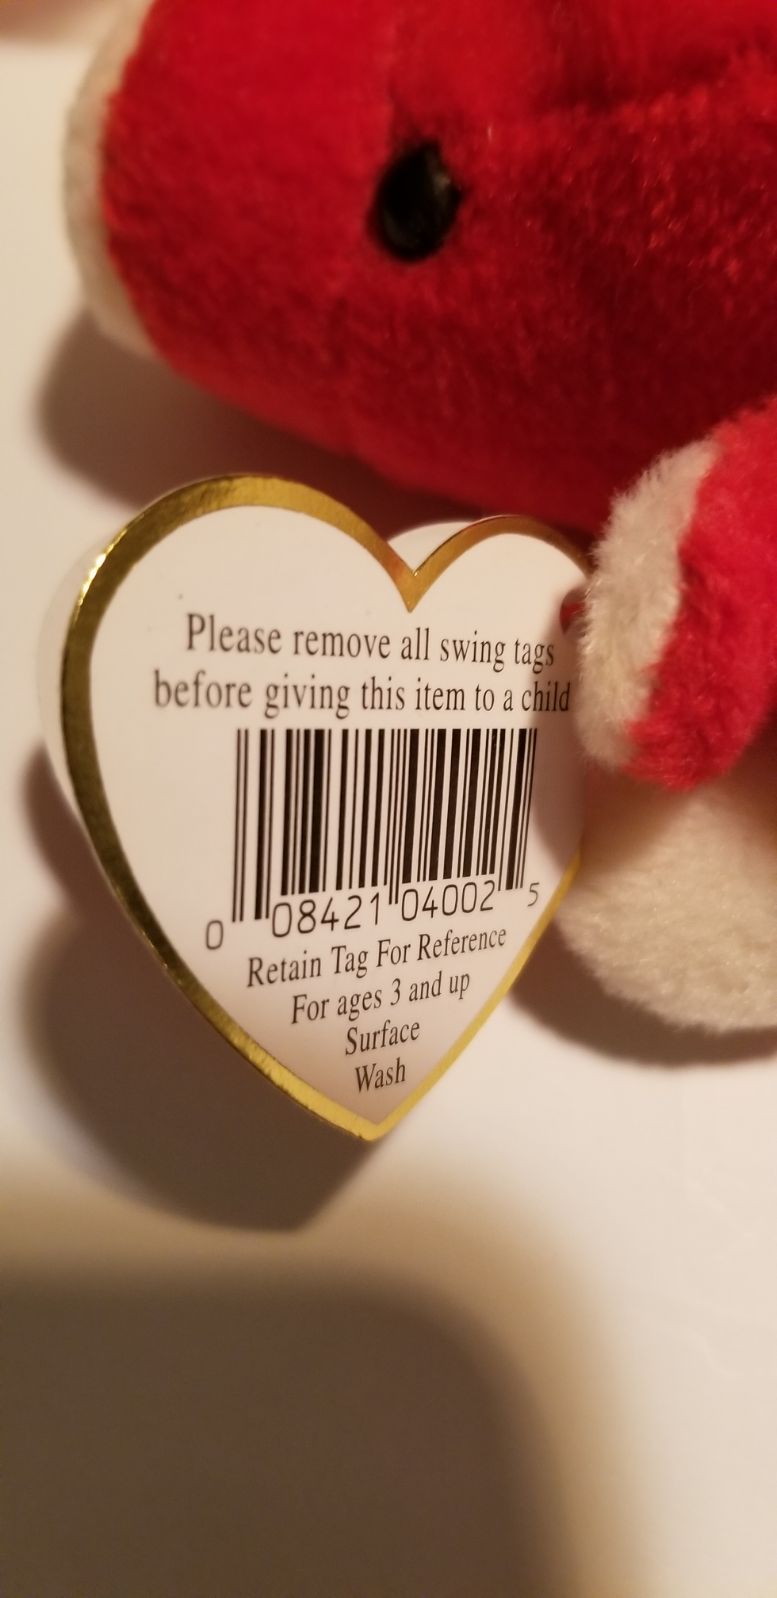 Please remove all swing tags
before giving this item to a child
0 08421 04002 5
Retain Tag For Reference
For ages 3 and up
Surface
Wash